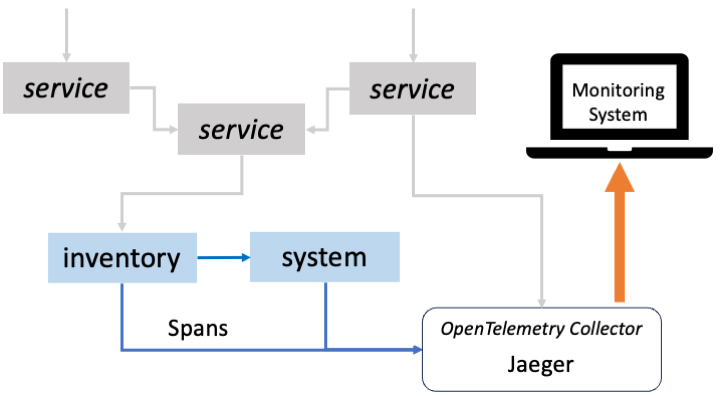 service
service
service
Monitoring
System
inventory
system
Spans
OpenTelemetry Collector
Jaeger